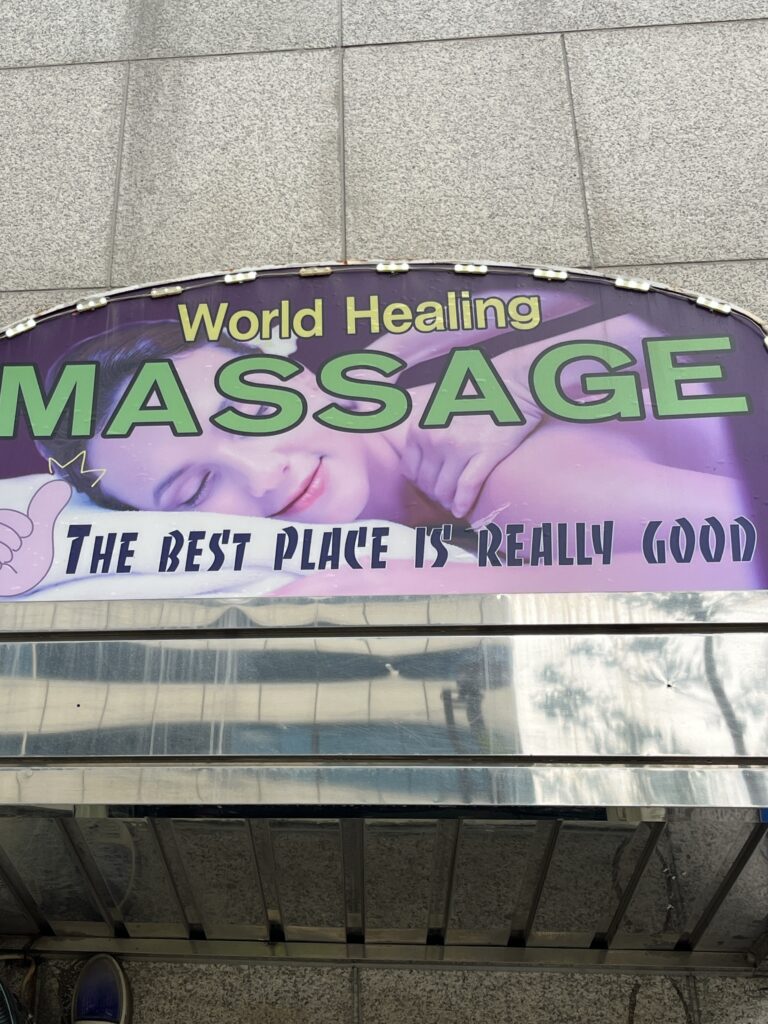 World Healing
MASSAGE
THE BEST PLACE IS REALLY GOOD